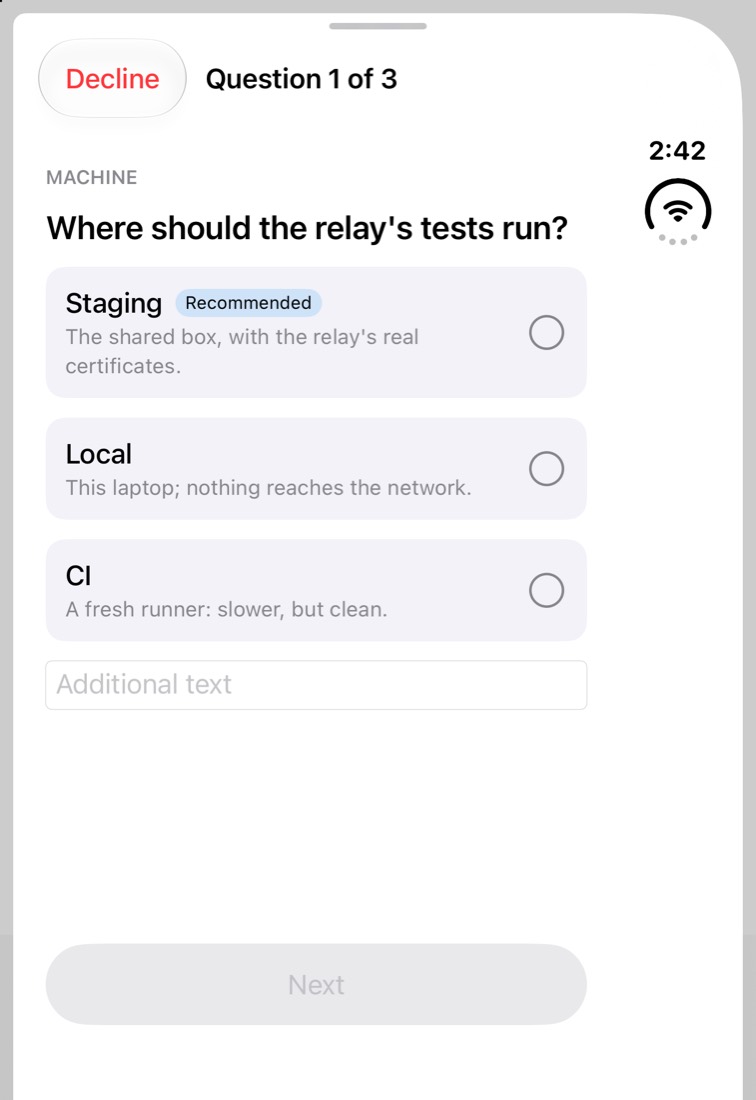 Decline
Question 1 of 3
2:42
MACHINE
Where should the relay's tests run?
Staging Recommended
The shared box, with the relay's real
certificates.
Local
This laptop; nothing reaches the network.
CI
A fresh runner: slower, but clean.
Additional text
Next